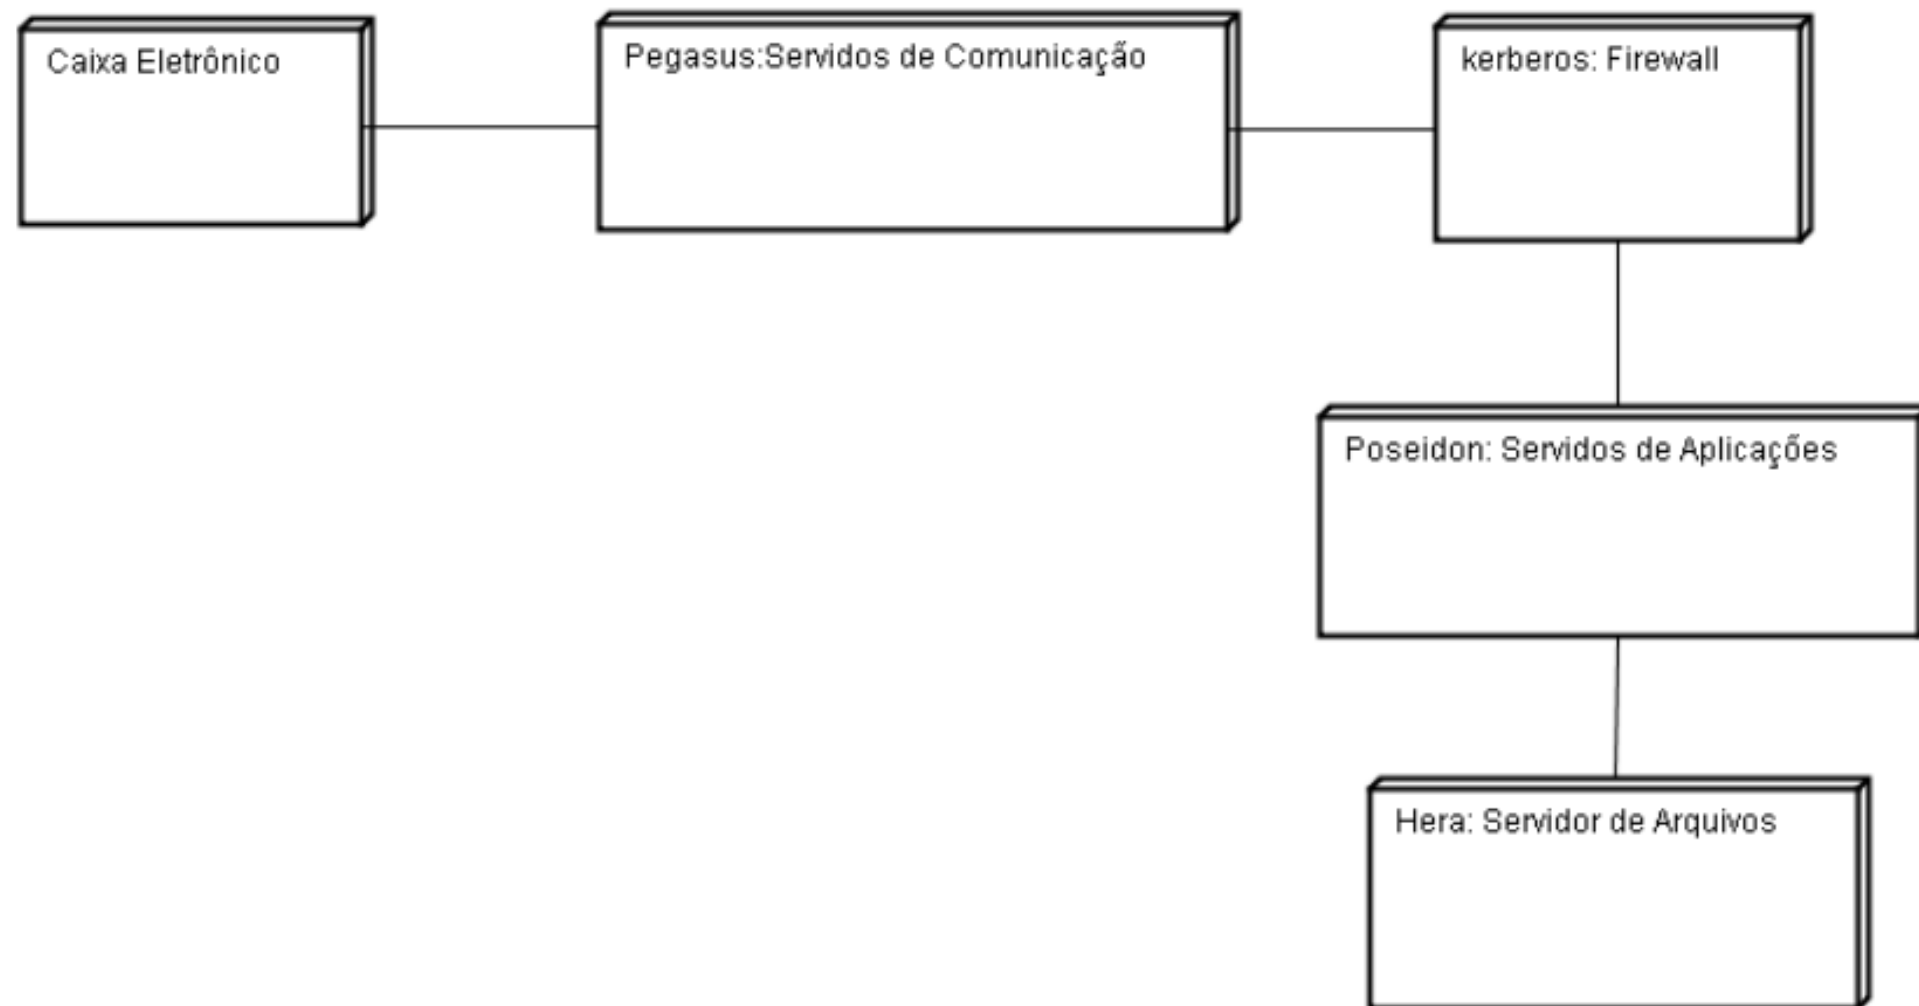 Caixa Eletrônico
Pegasus:Servidos de Comunicação
kerberos: Firewall
Poseidon: Servidos de Aplicações
Hera: Servidor de Arquivos